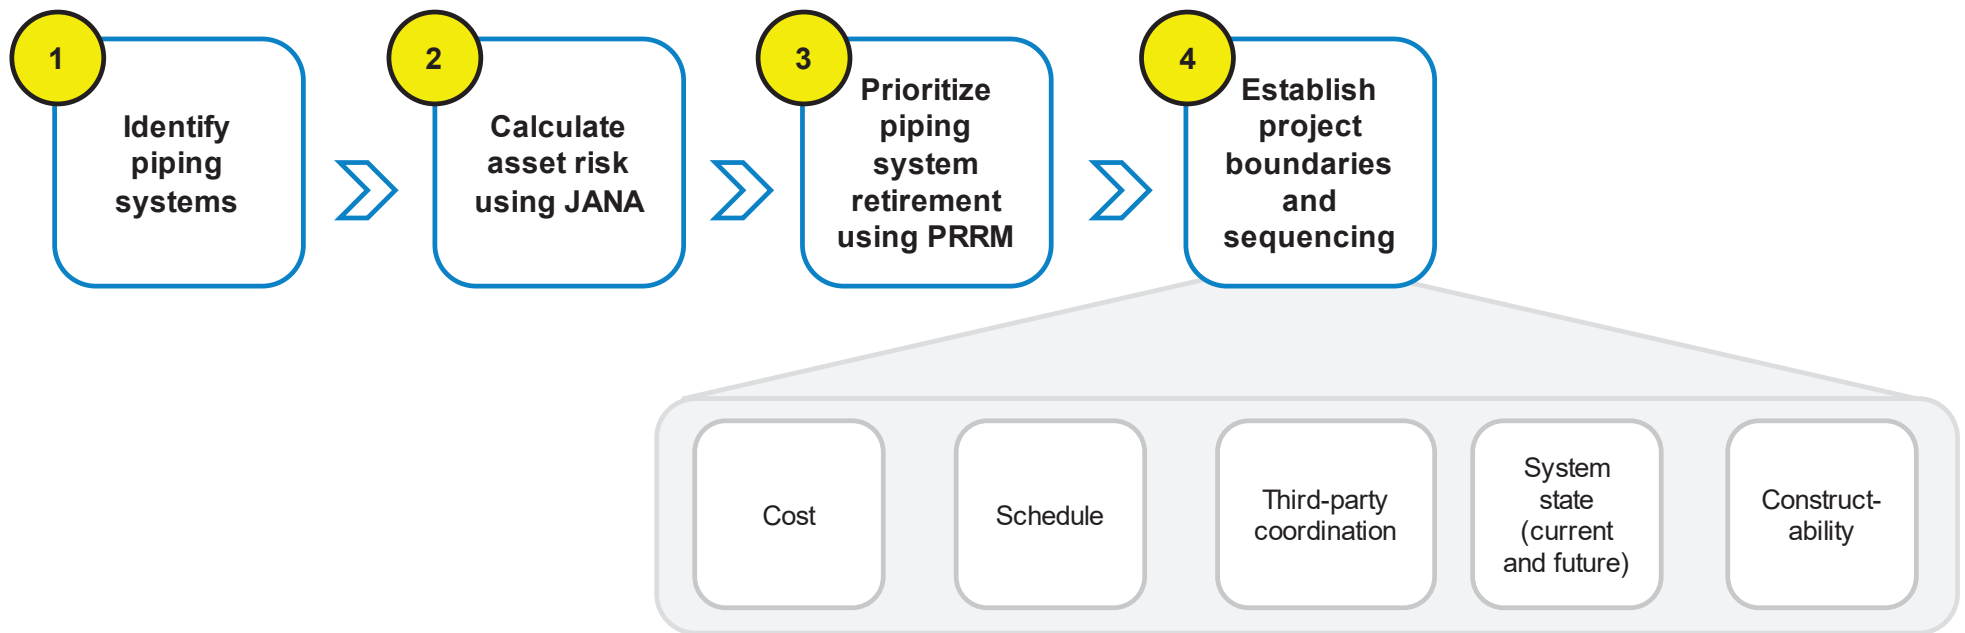 1
Identify
piping
systems
2
Calculate
asset risk
using JANA
3
Prioritize
piping
system
retirement
using PRRM
4
Establish
project
boundaries
and
sequencing
Cost
Schedule
Third-party
coordination
System
state
(current
and future)
Construct-
ability